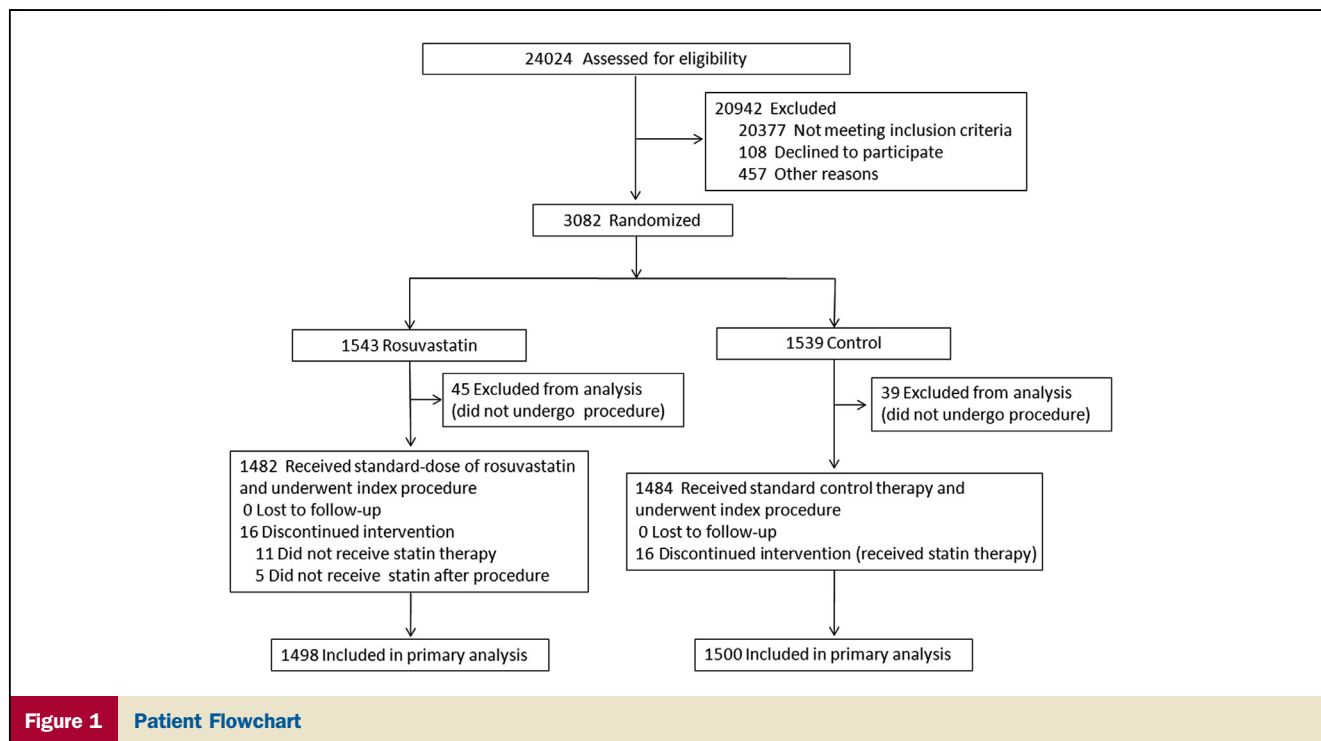 24024 Assessed for eligibility
20942 Excluded
20377 Not meeting inclusion criteria
108 Declined to participate
457 Other reasons
3082 Randomized
1543 Rosuvastatin
1539 Control
45 Excluded from analysis
(did not undergo procedure)
39 Excluded from analysis
(did not undergo procedure)
1482 Received standard-dose of rosuvastatin
and underwent index procedure
0 Lost to follow-up
16 Discontinued intervention
11 Did not receive statin therapy
5 Did not receive statin after procedure
1484 Received standard control therapy and
underwent index procedure
0 Lost to follow-up
16 Discontinued intervention (received statin therapy)
1498 Included in primary analysis
1500 Included in primary analysis
Figure 1 Patient Flowchart